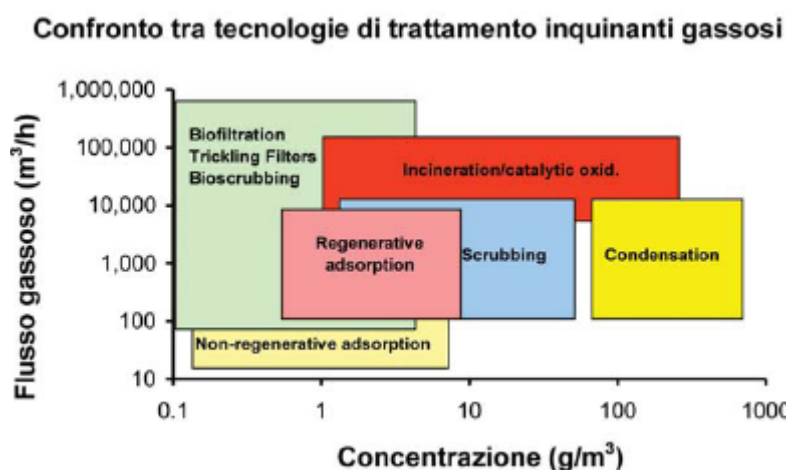 Confronto tra tecnologie di trattamento inquinanti gassosi
Flusso gassoso (m³/h)
1,000,000
100,000
10,000
1,000
100
10
Biofiltration
Trickling Filters
Bioscrubbing
Incineration/catalytic oxid.
Regenerative
adsorption
Scrubbing
Condensation
Non-regenerative adsorption
0.1
1
10
100
1000
Concentrazione (g/m³)